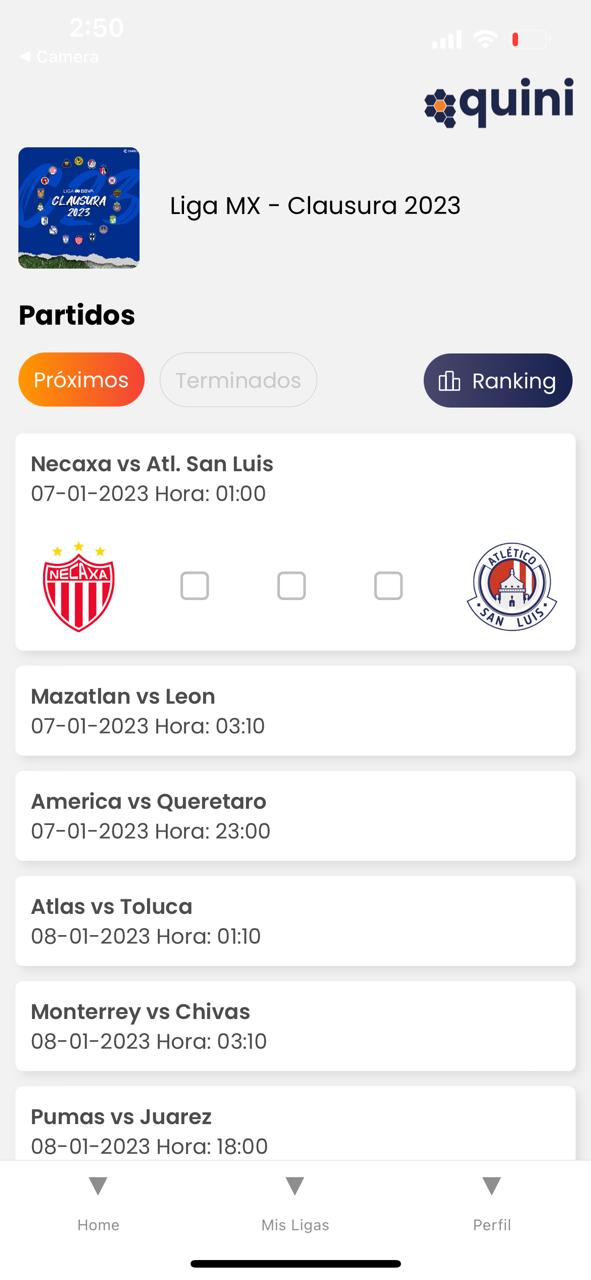 2:50
◀ Camera
quini
LIGA BBVA
CLAUSURA
2023
Liga MX - Clausura 2023
Partidos
Próximos
Terminados
Ranking
Necaxa vs Atl. San Luis
07-01-2023 Hora: 01:00
NECAXA
ATLÉTICO
SAN LUIS
Mazatlan vs Leon
07-01-2023 Hora: 03:10
America vs Queretaro
07-01-2023 Hora: 23:00
Atlas vs Toluca
08-01-2023 Hora: 01:10
Monterrey vs Chivas
08-01-2023 Hora: 03:10
Pumas vs Juarez
08-01-2023 Hora: 18:00
Home
Mis Ligas
Perfil